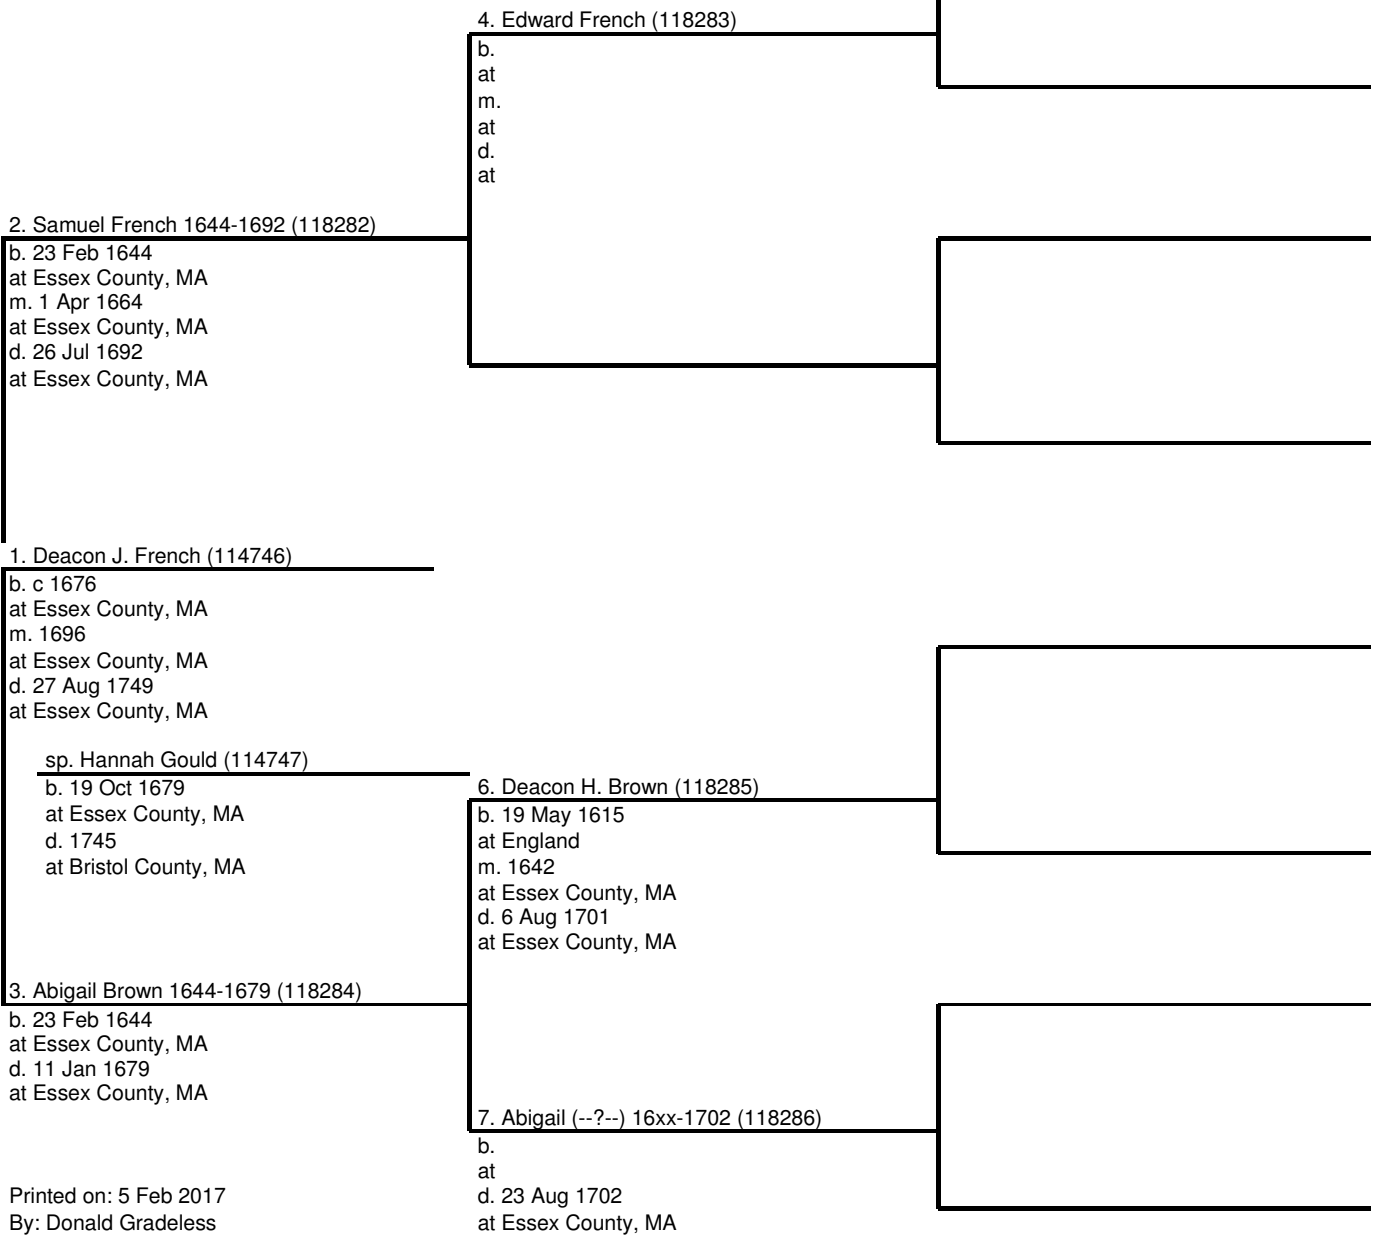 4. Edward French (118283)
b.
at
m.
at
d.
at
2. Samuel French 1644-1692 (118282)
b. 23 Feb 1644
at Essex County, MA
m. 1 Apr 1664
at Essex County, MA
d. 26 Jul 1692
at Essex County, MA
1. Deacon J. French (114746)
b. c 1676
at Essex County, MA
m. 1696
at Essex County, MA
d. 27 Aug 1749
at Essex County, MA
sp. Hannah Gould (114747)
b. 19 Oct 1679
at Essex County, MA
d. 1745
at Bristol County, MA
6. Deacon H. Brown (118285)
b. 19 May 1615
at England
m. 1642
at Essex County, MA
d. 6 Aug 1701
at Essex County, MA
3. Abigail Brown 1644-1679 (118284)
b. 23 Feb 1644
at Essex County, MA
d. 11 Jan 1679
at Essex County, MA
7. Abigail (--?--) 16xx-1702 (118286)
b.
at
d. 23 Aug 1702
at Essex County, MA
Printed on: 5 Feb 2017
By: Donald Gradeless